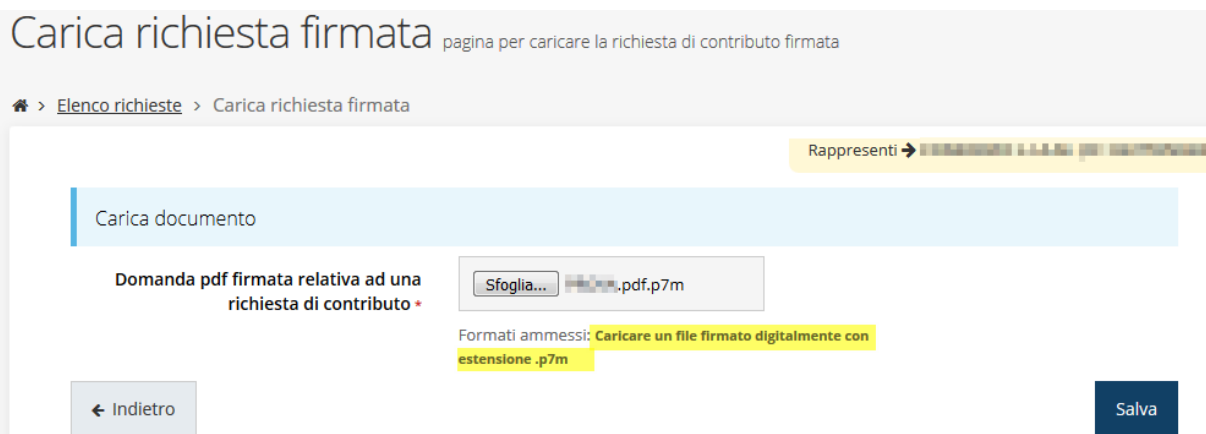 Carica richiesta firmata pagina per caricare la richiesta di contributo firmata
> Elenco richieste > Carica richiesta firmata
Rappresenti →
Carica documento
Domanda pdf firmata relativa ad una
richiesta di contributo *
Sfoglia... .pdf.p7m
Formati ammessi: Caricare un file firmato digitalmente con
estensione .p7m
← Indietro
Salva